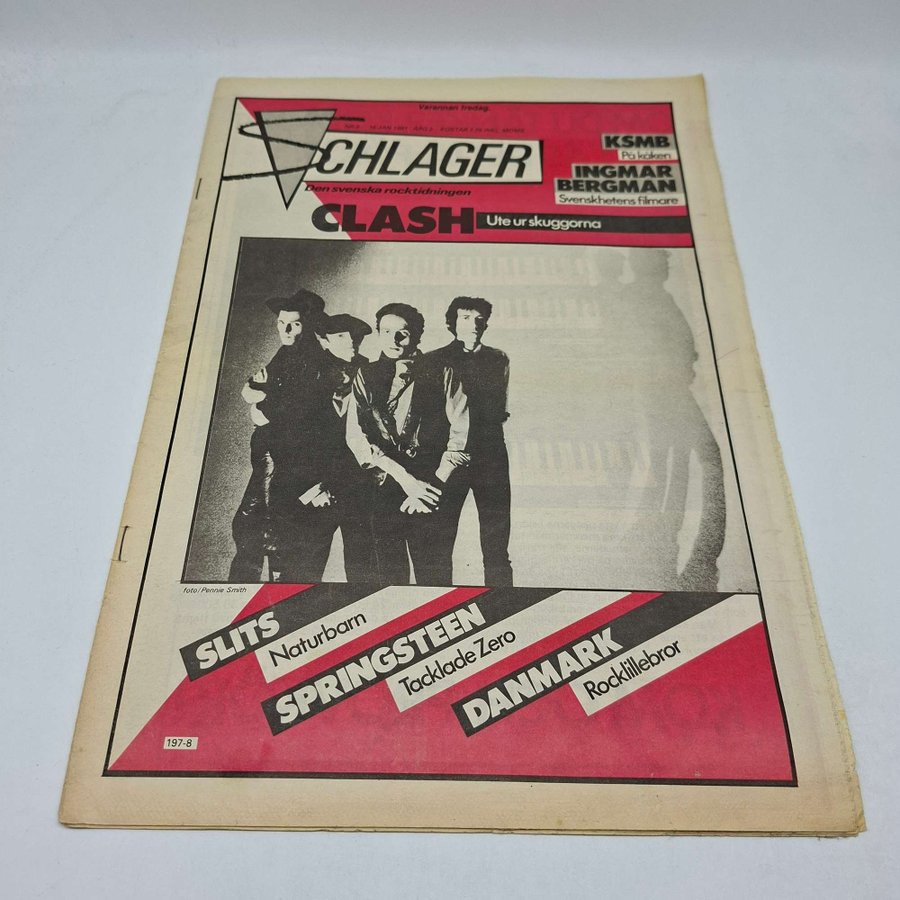 Varannan fredag.
SCHLAGER
Den svenska rocktidningen
KSMB
På kåken
INGMAR
BERGMAN
Svenskhetens filmare
CLASH Ute ur skuggorna
foto/Pennie Smith
SLITS
Naturbarn
SPRINGSTEEN
Tacklade Zero
DANMARK
Rocklillebror
197-8